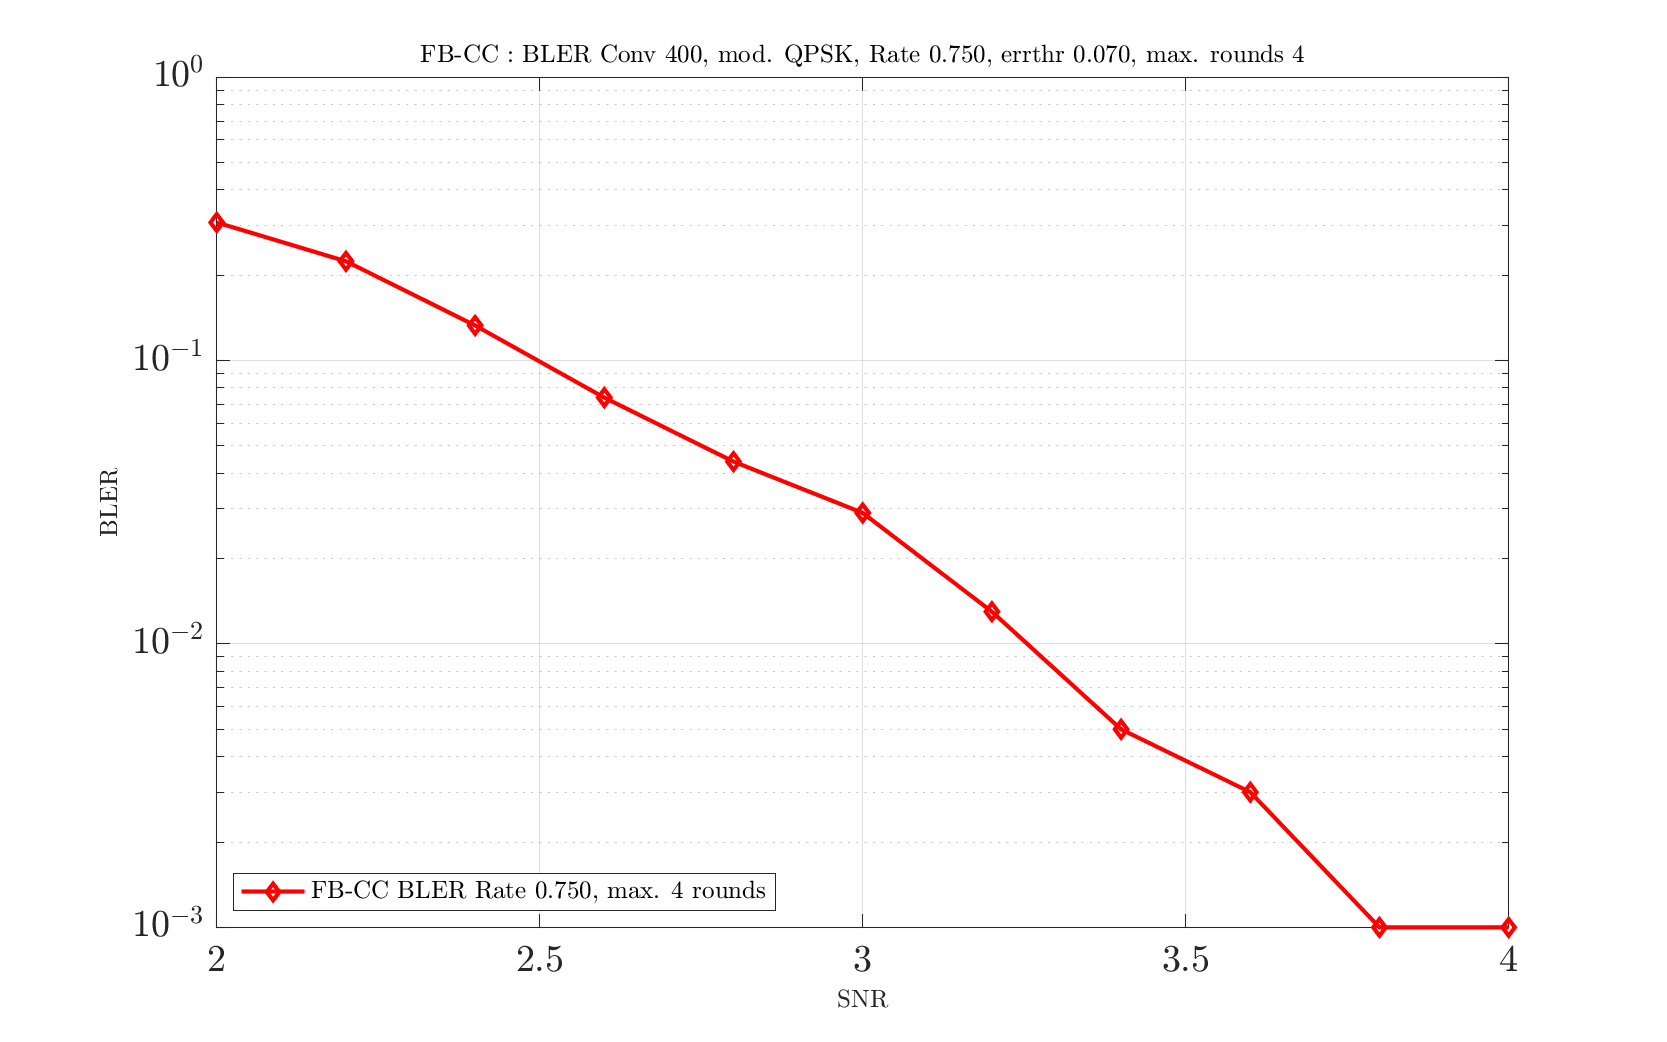 FB-CC : BLER Conv 400, mod. QPSK, Rate 0.750, errthr 0.070, max. rounds 4
10^0
10^-1
10^-2
10^-3
BLER
FB-CC BLER Rate 0.750, max. 4 rounds
2 2.5 3 3.5 4
SNR